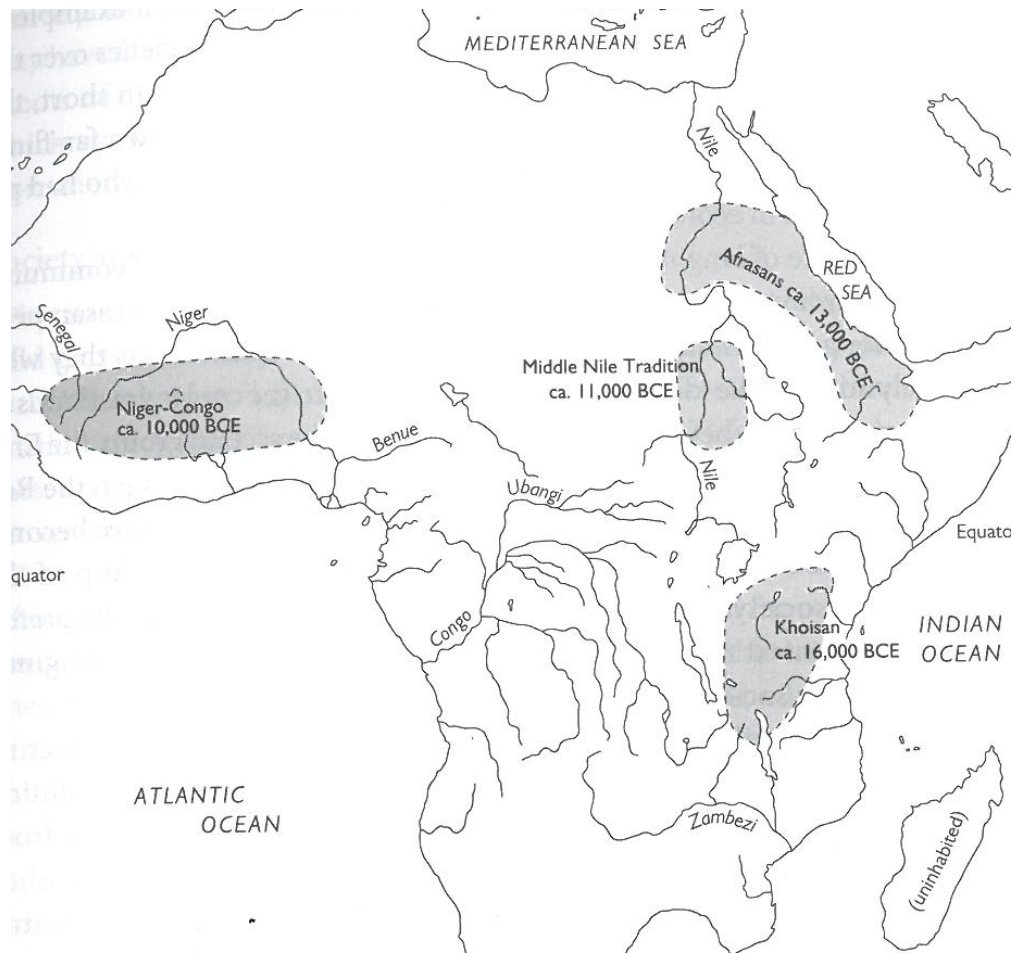 MEDITERRANEAN SEA
Nile
Afrasans ca. 13,000 BCE
RED
SEA
Senegal
Niger
Middle Nile Tradition
ca. 11,000 BCE
Niger-Congo
ca. 10,000 BCE
Benue
Nile
Ubangi
Equato
quator
Congo
Khoisan
ca. 16,000 BCE
INDIAN
OCEAN
ATLANTIC
OCEAN
Zambezi
(uninhabited)